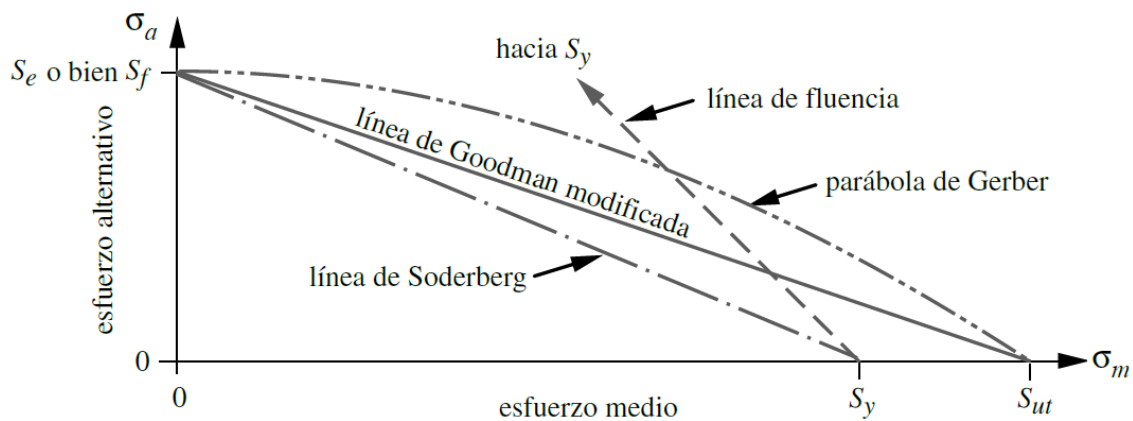 σa
hacia Sy
Se o bien Sf
línea de fluencia
esfuerzo alternativo
línea de Goodman modificada
parábola de Gerber
línea de Soderberg
0
σm
0
esfuerzo medio
Sy
Sut